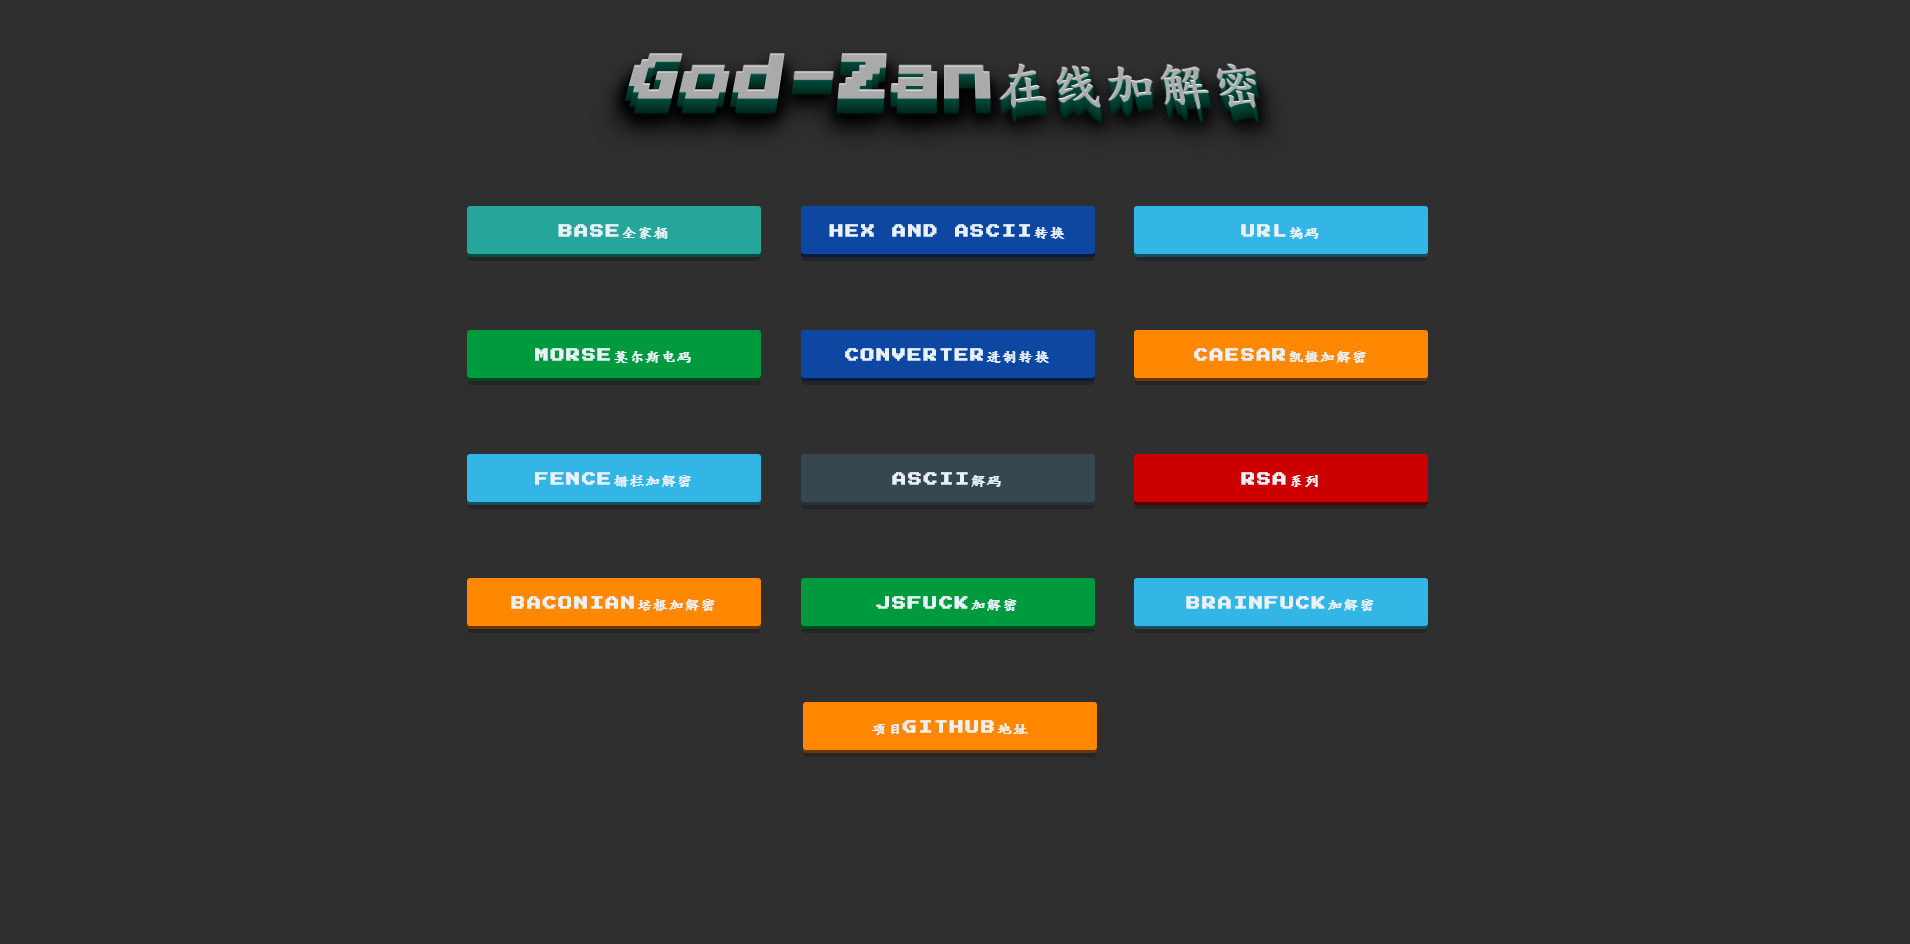 God-Zan在线加解密
BASE全家桶
HEX AND ASCII转换
URL编码
MORSE莫尔斯电码
CONVERTER进制转换
CAESAR凯撒加解密
FENCE栅栏加解密
ASCII解码
RSA系列
BACONIAN培根加解密
JSFUCK加解密
BRAINFUCK加解密
项目GITHUB地址